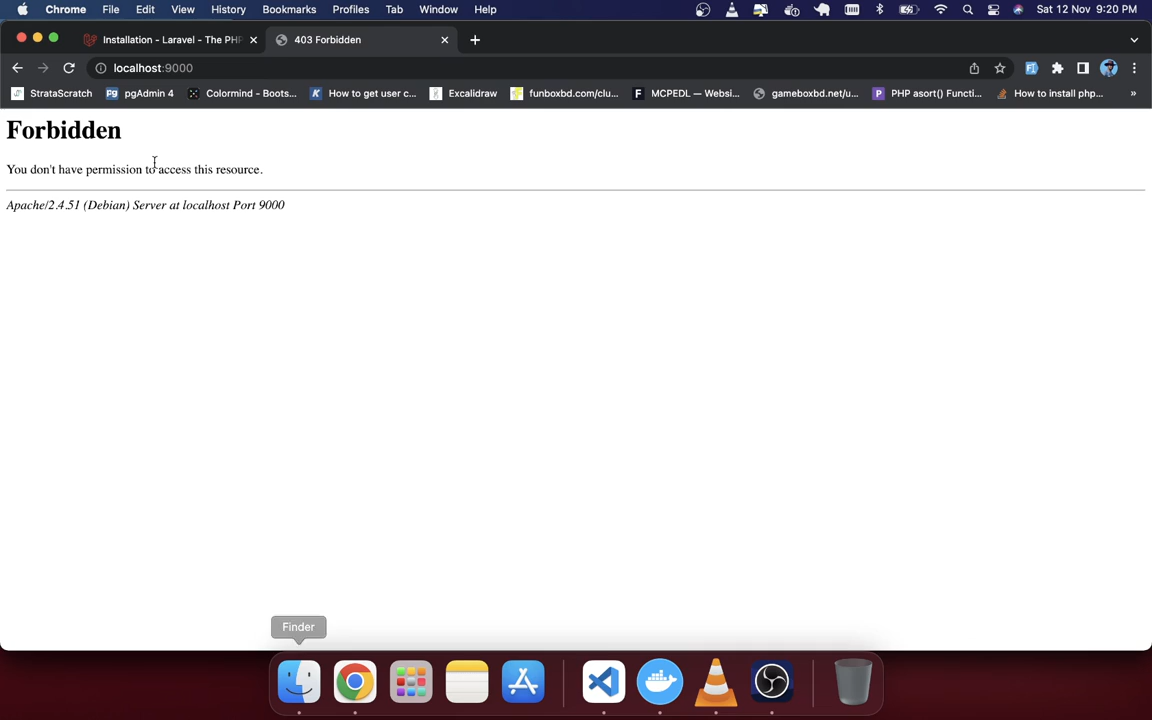 Chrome File Edit View History Bookmarks Profiles Tab Window Help Sat 12 Nov 9:20 PM
Installation - Laravel - The PHP 403 Forbidden
localhost:9000
StrataScratch pgAdmin 4 Colormind - Boots... How to get user c... Excalidraw funboxbd.com/clu... MCPEDL — Websi... gameboxbd.net/u... PHP asort() Functi... How to install php... »
Forbidden
You don't have permission to access this resource.
Apache/2.4.51 (Debian) Server at localhost Port 9000
Finder